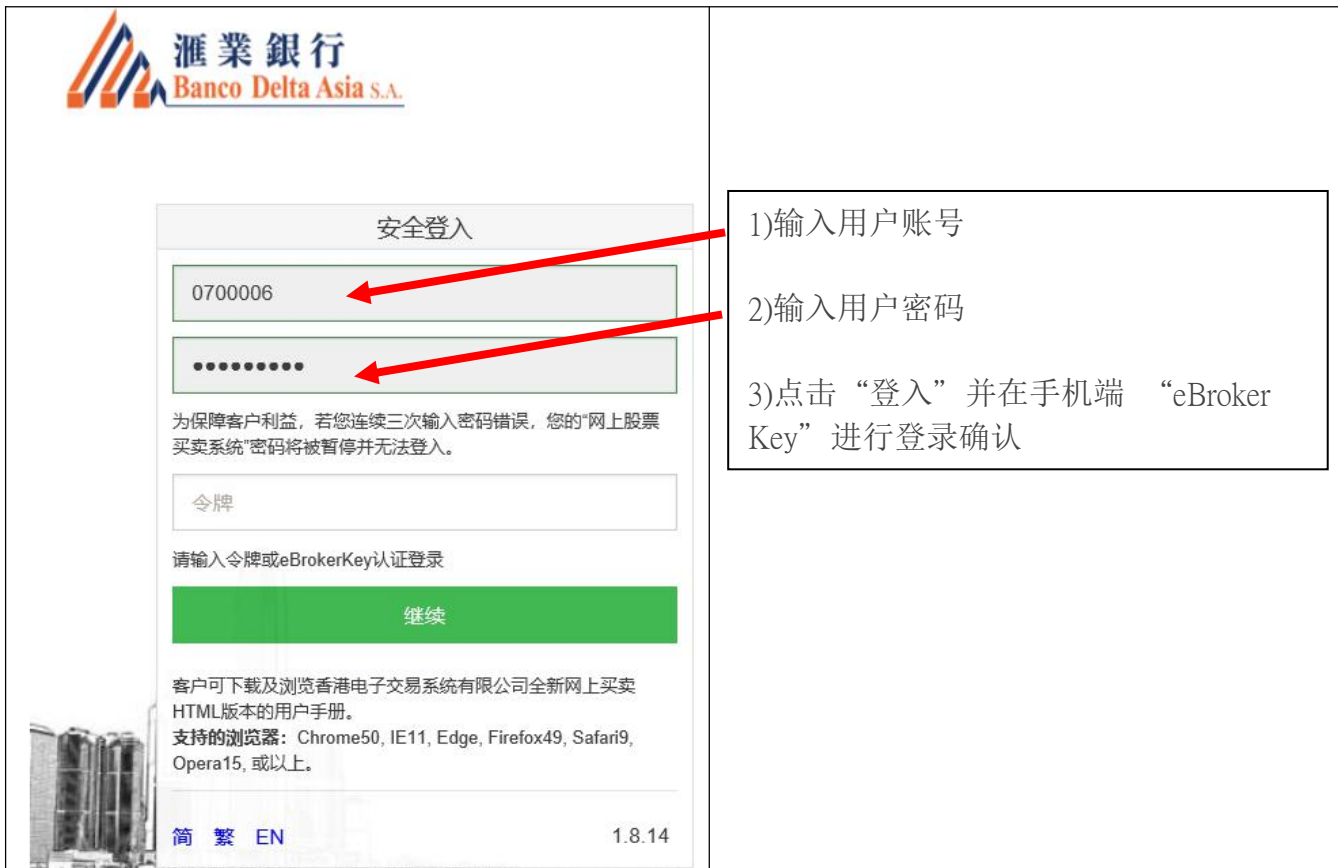 滙業銀行
Banco Delta Asia S.A.
安全登入
0700006
•••••••••
为保障客户利益，若您连续三次输入密码错误，您的“网上股票
买卖系统”密码将被暂停并无法登入。
令牌
请输入令牌或eBrokerKey认证登录
继续
客户可下载及浏览香港电子交易系统有限公司全新网上买卖
HTML版本的用户手册。
支持的浏览器：Chrome50, IE11, Edge, Firefox49, Safari9,
Opera15, 或以上。
简 繁 EN 1.8.14
1)输入用户账号
2)输入用户密码
3)点击“登入”并在手机端 “eBroker
Key”进行登录确认